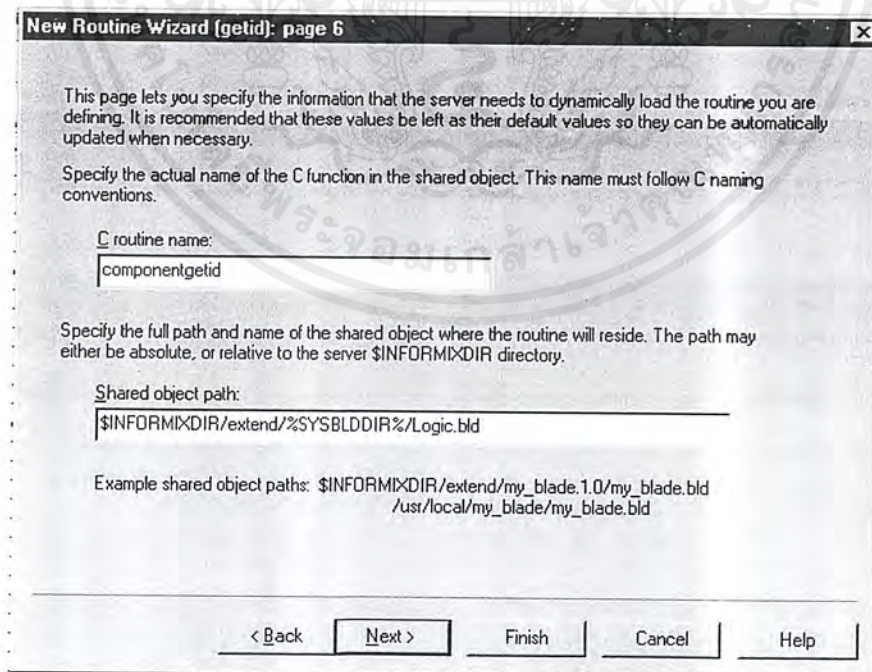 New Routine Wizard (getid): page 6
This page lets you specify the information that the server needs to dynamically load the routine you are
defining. It is recommended that these values be left as their default values so they can be automatically
updated when necessary.
Specify the actual name of the C function in the shared object. This name must follow C naming
conventions.
C routine name:
componentgetid
Specify the full path and name of the shared object where the routine will reside. The path may
either be absolute, or relative to the server $INFORMIXDIR directory.
Shared object path:
$INFORMIXDIR/extend/%SYSBLDDIR%/Logic.bld
Example shared object paths: $INFORMIXDIR/extend/my_blade.1.0/my_blade.bld
/usr/local/my_blade/my_blade.bld
< Back Next > Finish Cancel Help